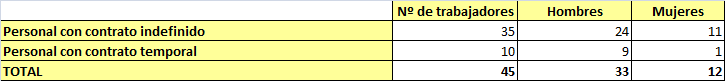 Nº de trabajadores Hombres Mujeres
Personal con contrato indefinido 35 24 11
Personal con contrato temporal 10 9 1
TOTAL 45 33 12